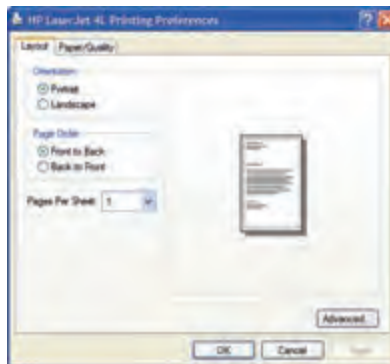 HP LaserJet 4L Printing Preferences
Layout Paper/Quality
Orientation
Portrait
Landscape
Page Order
Front to Back
Back to Front
Pages Per Sheet: 1
Advanced...
OK Cancel Apply